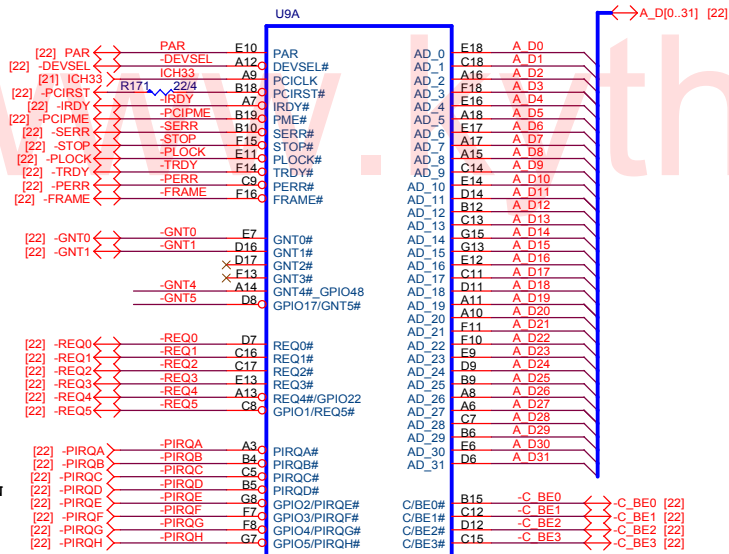 U9A
A_D[0..31] [22]
[22] PAR PAR E10 PAR AD_0 E18 A_D0
[22] -DEVSEL -DEVSEL A12 DEVSEL# AD_1 C18 A_D1
[21] ICH33 ICH33 A9 PCICLK AD_2 A16 A_D2
[22] -PCIRST R171 22/4 B18 PCIRST# AD_3 F18 A_D3
[22] -IRDY -IRDY A7 IRDY# AD_4 E16 A_D4
[22] -PCIPME -PCIPME B19 PME# AD_5 A18 A_D5
[22] -SERR -SERR B10 SERR# AD_6 E17 A_D6
[22] -STOP -STOP F15 STOP# AD_7 A17 A_D7
[22] -PLOCK -PLOCK E11 PLOCK# AD_8 A15 A_D8
[22] -TRDY -TRDY F14 TRDY# AD_9 C14 A_D9
[22] -PERR -PERR C9 PERR# AD_10 E14 A_D10
[22] -FRAME -FRAME F16 FRAME# AD_11 D14 A_D11
AD_12 B12 A_D12
AD_13 C13 A_D13
[22] -GNT0 -GNT0 E7 GNT0# AD_14 G15 A_D14
[22] -GNT1 -GNT1 D16 GNT1# AD_15 G13 A_D15
D17 GNT2# AD_16 E12 A_D16
F13 GNT3# AD_17 C11 A_D17
-GNT4 A14 GNT4#_GPIO48 AD_18 D11 A_D18
-GNT5 D8 GPIO17/GNT5# AD_19 A11 A_D19
AD_20 A10 A_D20
AD_21 F11 A_D21
[22] -REQ0 -REQ0 D7 REQ0# AD_22 F10 A_D22
[22] -REQ1 -REQ1 C16 REQ1# AD_23 E9 A_D23
[22] -REQ2 -REQ2 C17 REQ2# AD_24 D9 A_D24
[22] -REQ3 -REQ3 E13 REQ3# AD_25 B9 A_D25
[22] -REQ4 -REQ4 A13 REQ4#/GPIO22 AD_26 A8 A_D26
[22] -REQ5 -REQ5 C8 GPIO1/REQ5# AD_27 A6 A_D27
AD_28 C7 A_D28
AD_29 B6 A_D29
[22] -PIRQA -PIRQA A3 PIRQA# AD_30 E6 A_D30
[22] -PIRQB -PIRQB B4 PIRQB# AD_31 D6 A_D31
[22] -PIRQC -PIRQC C5 PIRQC#
[22] -PIRQD -PIRQD B5 PIRQD#
[22] -PIRQE -PIRQE G8 GPIO2/PIRQE# C/BE0# B15 -C_BE0 -C_BE0 [22]
[22] -PIRQF -PIRQF F7 GPIO3/PIRQF# C/BE1# C12 -C_BE1 -C_BE1 [22]
[22] -PIRQG -PIRQG F8 GPIO4/PIRQG# C/BE2# D12 -C_BE2 -C_BE2 [22]
[22] -PIRQH -PIRQH G7 GPIO5/PIRQH# C/BE3# C15 -C_BE3 -C_BE3 [22]
www.kyth